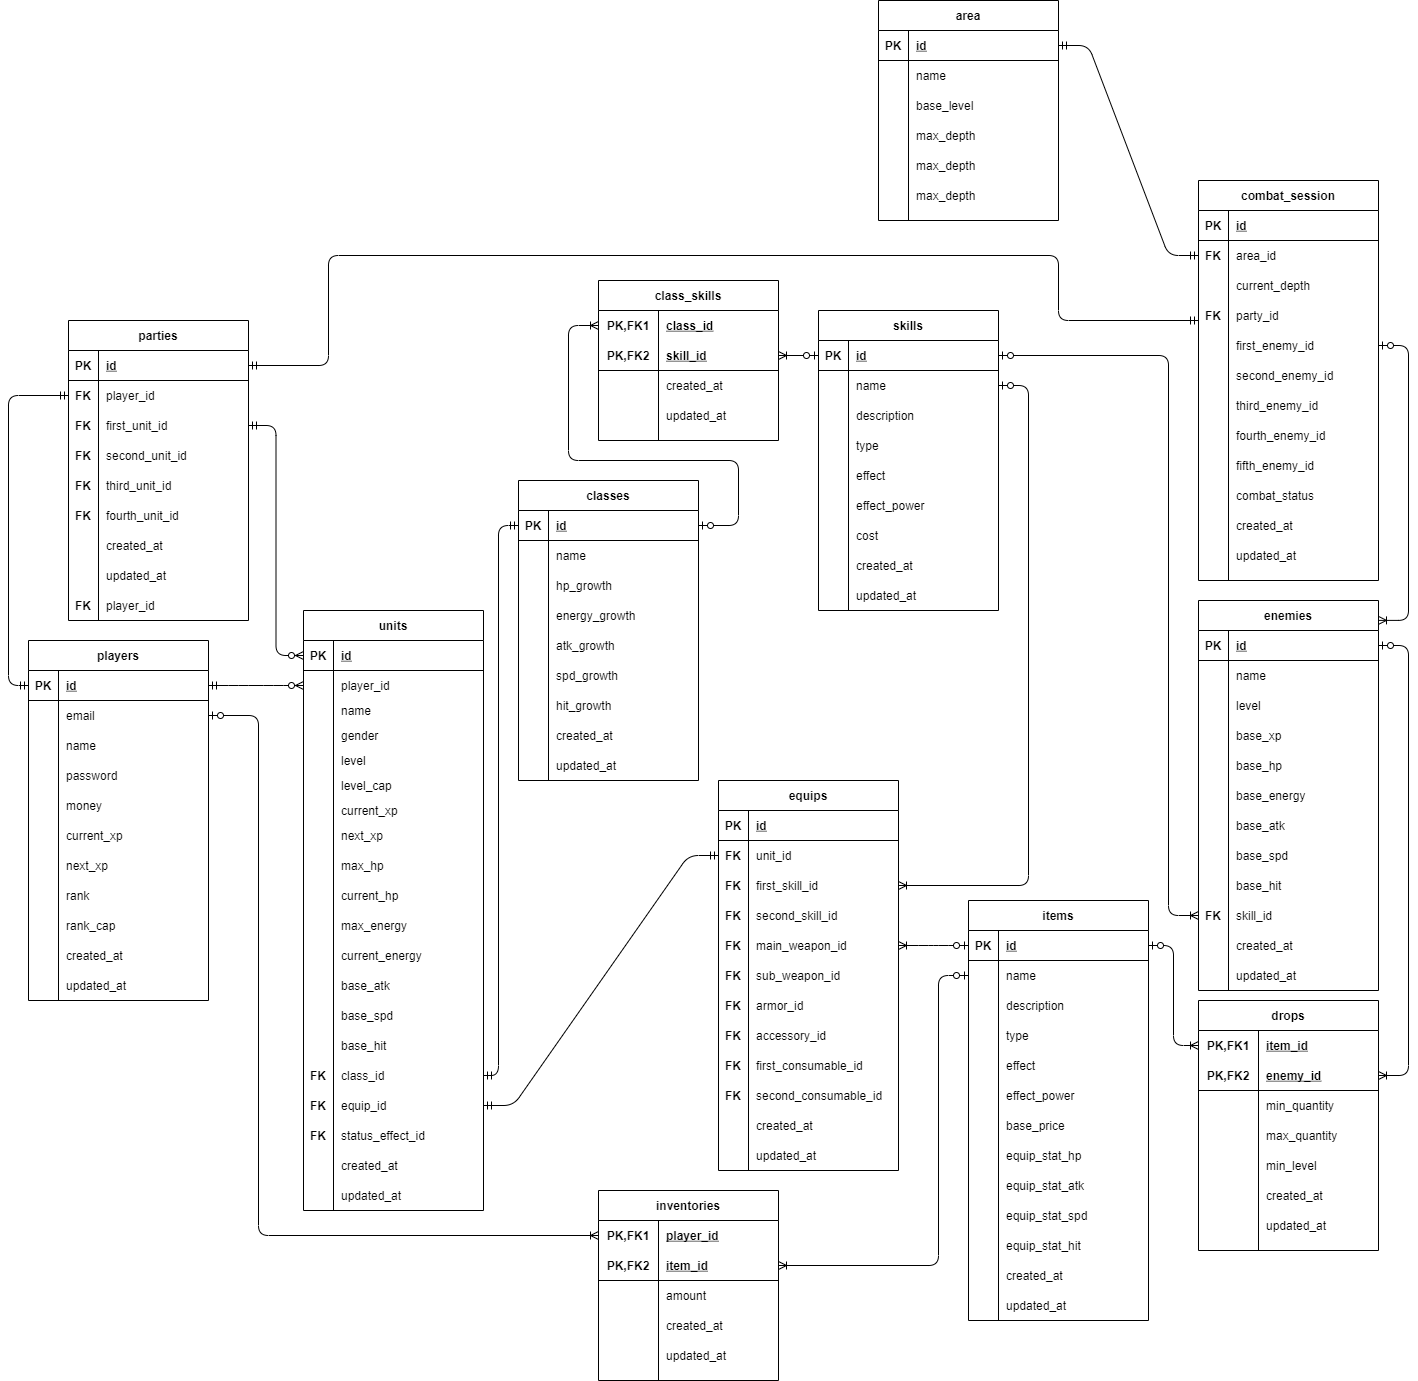 area
PK id
name
base_level
max_depth
max_depth
max_depth
combat_session
PK id
FK area_id
current_depth
FK party_id
first_enemy_id
second_enemy_id
third_enemy_id
fourth_enemy_id
fifth_enemy_id
combat_status
created_at
updated_at
class_skills
PK,FK1 class_id
PK,FK2 skill_id
created_at
updated_at
skills
PK id
name
description
type
effect
effect_power
cost
created_at
updated_at
parties
PK id
FK player_id
FK first_unit_id
FK second_unit_id
FK third_unit_id
FK fourth_unit_id
created_at
updated_at
FK player_id
classes
PK id
name
hp_growth
energy_growth
atk_growth
spd_growth
hit_growth
created_at
updated_at
players
PK id
email
name
password
money
current_xp
next_xp
rank
rank_cap
created_at
updated_at
units
PK id
player_id
name
gender
level
level_cap
current_xp
next_xp
max_hp
current_hp
max_energy
current_energy
base_atk
base_spd
base_hit
FK class_id
FK equip_id
FK status_effect_id
created_at
updated_at
enemies
PK id
name
level
base_xp
base_hp
base_energy
base_atk
base_spd
base_hit
FK skill_id
created_at
updated_at
equips
PK id
FK unit_id
FK first_skill_id
FK second_skill_id
FK main_weapon_id
FK sub_weapon_id
FK armor_id
FK accessory_id
FK first_consumable_id
FK second_consumable_id
created_at
updated_at
items
PK id
name
description
type
effect
effect_power
base_price
equip_stat_hp
equip_stat_atk
equip_stat_spd
equip_stat_hit
created_at
updated_at
drops
PK,FK1 item_id
PK,FK2 enemy_id
min_quantity
max_quantity
min_level
created_at
updated_at
inventories
PK,FK1 player_id
PK,FK2 item_id
amount
created_at
updated_at